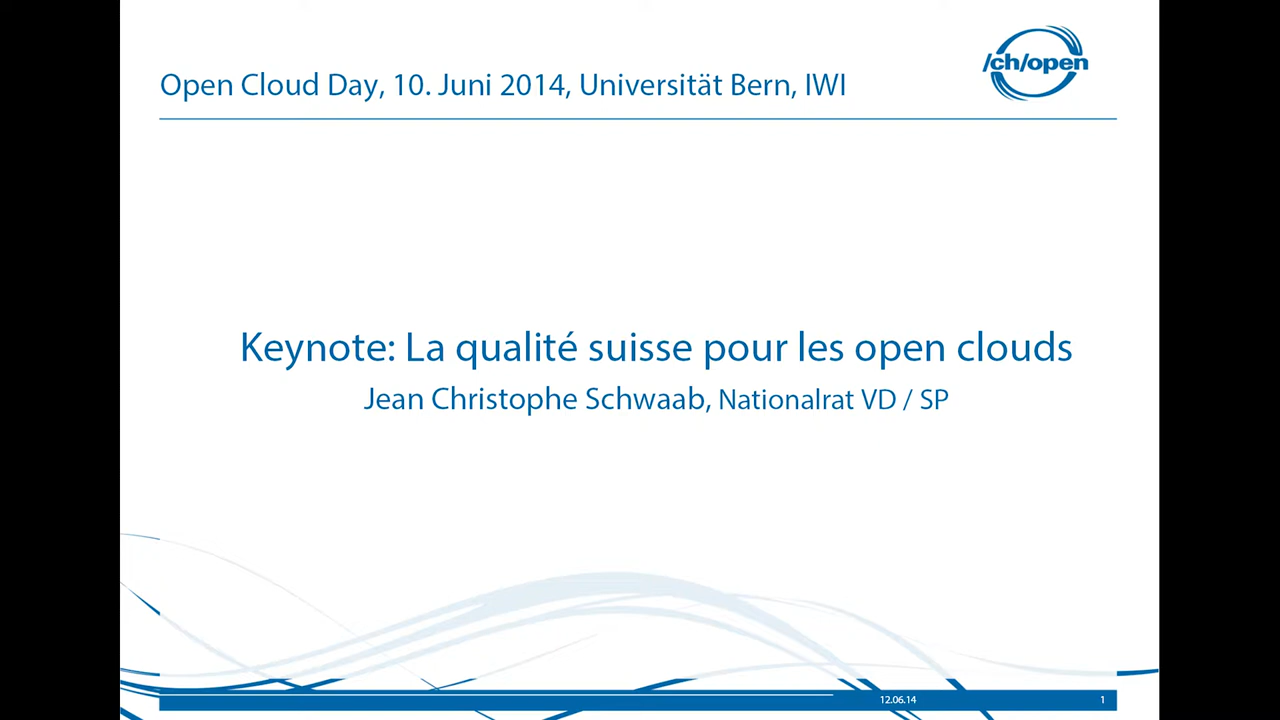 /ch/open
Open Cloud Day, 10. Juni 2014, Universität Bern, IWI
Keynote: La qualité suisse pour les open clouds
Jean Christophe Schwaab, Nationalrat VD / SP
12.06.14 1